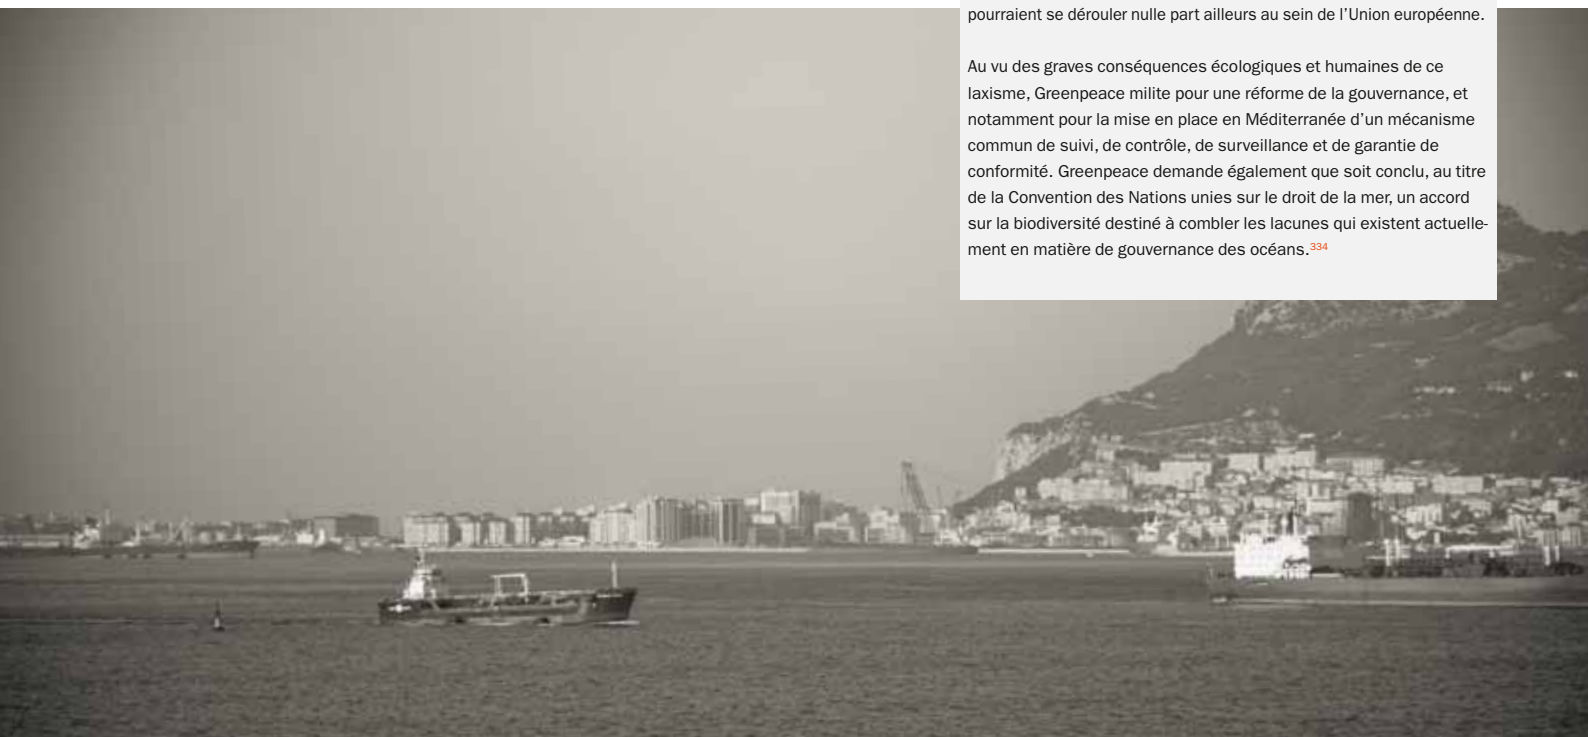 pourraient se dérouler nulle part ailleurs au sein de l’Union européenne.
Au vu des graves conséquences écologiques et humaines de ce
laxisme, Greenpeace milite pour une réforme de la gouvernance, et
notamment pour la mise en place en Méditerranée d’un mécanisme
commun de suivi, de contrôle, de surveillance et de garantie de
conformité. Greenpeace demande également que soit conclu, au titre
de la Convention des Nations unies sur le droit de la mer, un accord
sur la biodiversité destiné à combler les lacunes qui existent actuelle-
ment en matière de gouvernance des océans.334